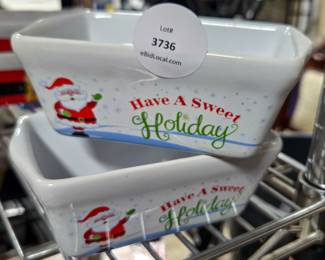 Lot#
3736
eBidLocal.com
Have A Sweet
Holiday
Have A Sweet
Holiday